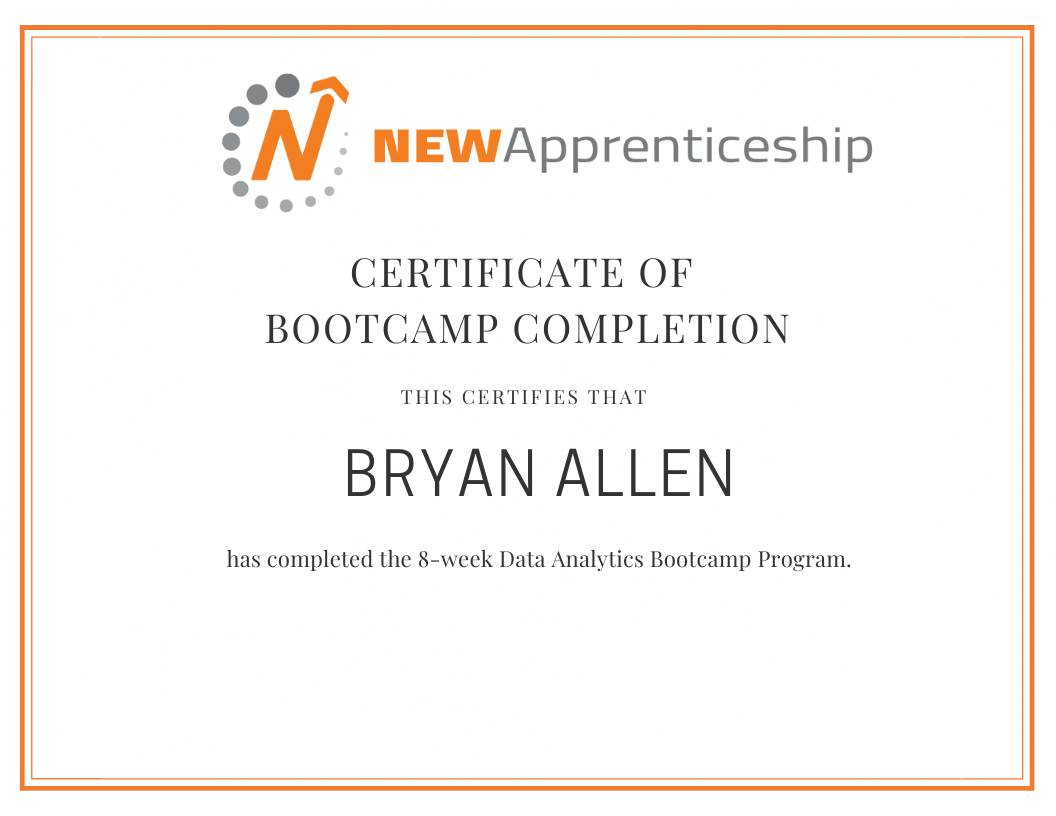 NEWApprenticeship
CERTIFICATE OF
BOOTCAMP COMPLETION
THIS CERTIFIES THAT
BRYAN ALLEN
has completed the 8-week Data Analytics Bootcamp Program.